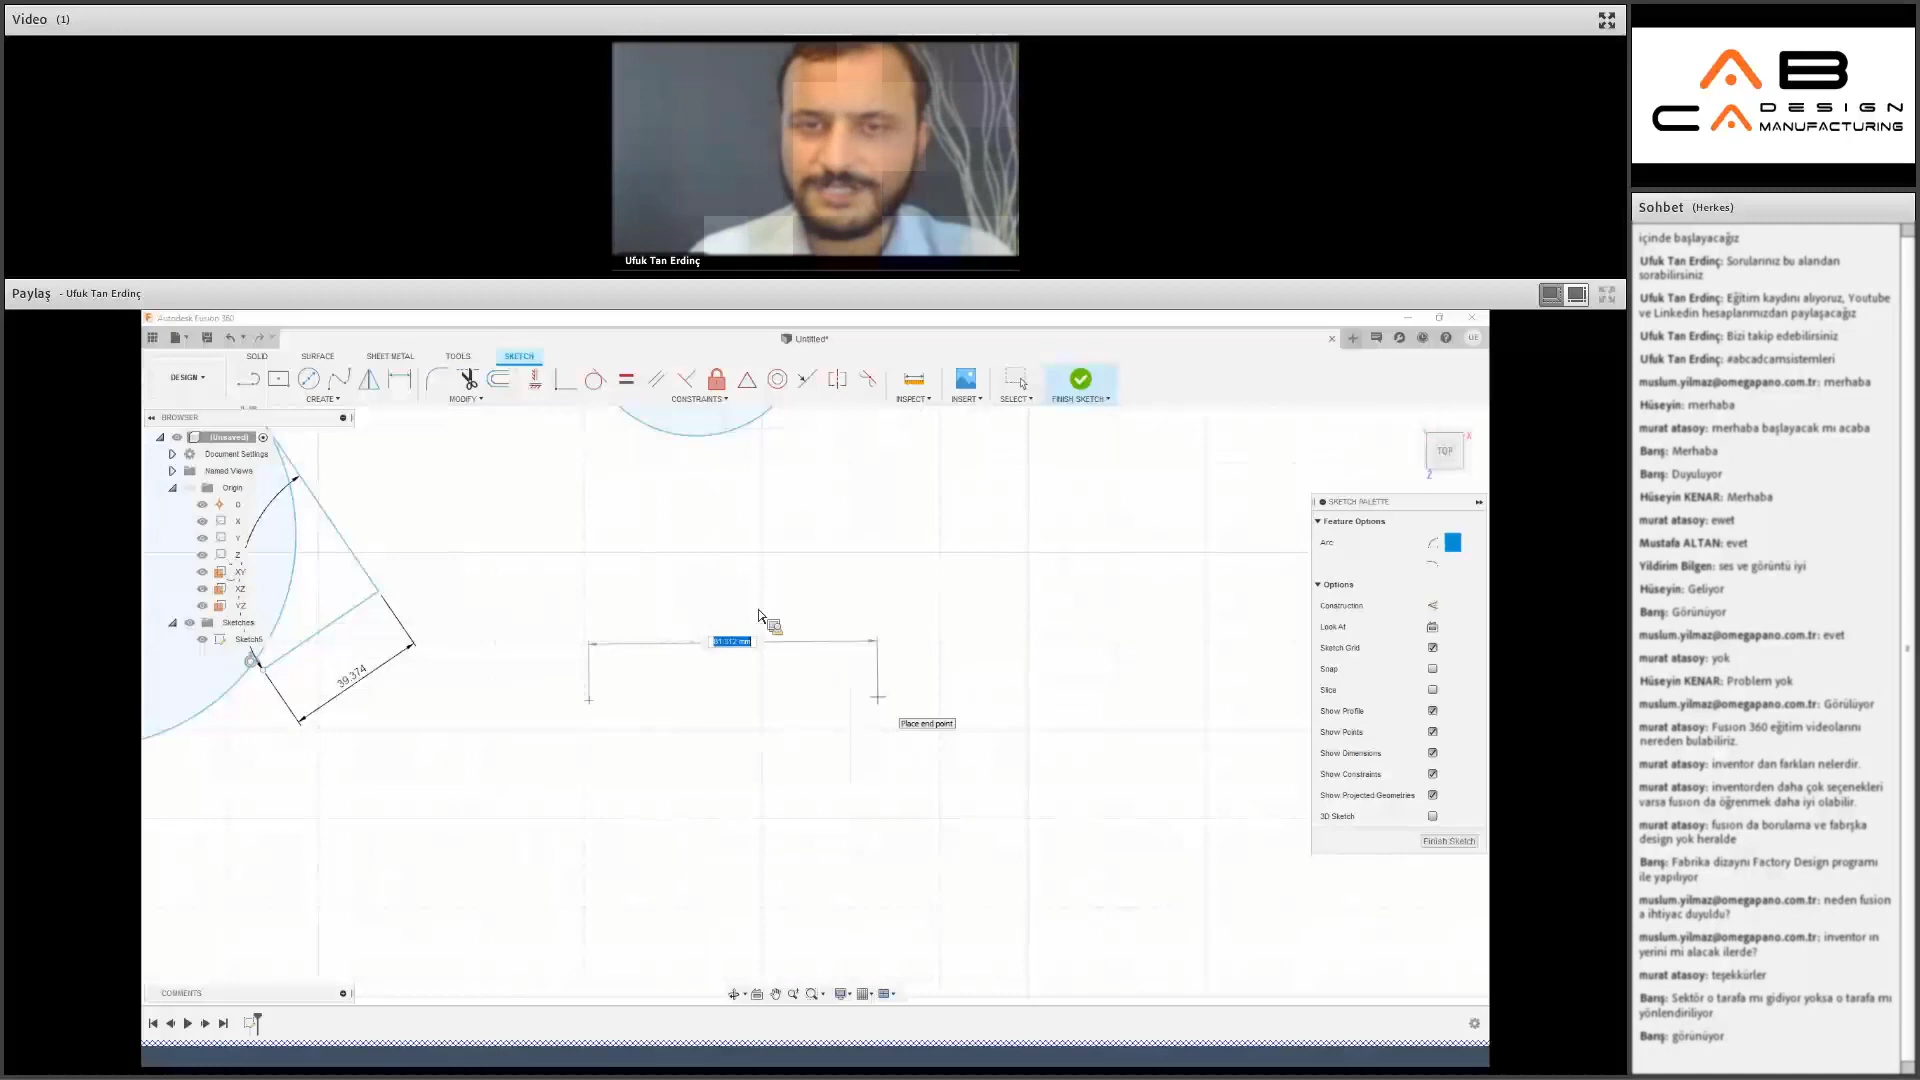 Video (1)
Ufuk Tan Erdinç
Paylaş - Ufuk Tan Erdinç
Autodesk Fusion 360
Untitled*
UE
SOLID SURFACE SHEET METAL TOOLS SKETCH
DESIGN
CREATE MODIFY CONSTRAINTS INSPECT INSERT SELECT FINISH SKETCH
BROWSER
(Unsaved)
Document Settings
Named Views
Origin
O
X
Y
Z
XY
XZ
YZ
Sketches
Sketch5
39.374
81.512 mm
Place end point
TOP
X
Z
SKETCH PALETTE
Feature Options
Arc
Options
Construction
Look At
Sketch Grid
Snap
Slice
Show Profile
Show Points
Show Dimensions
Show Constraints
Show Projected Geometries
3D Sketch
Finish Sketch
COMMENTS
AB
CA DESIGN
MANUFACTURING
Sohbet (Herkes)
içinde başlayacağız
Ufuk Tan Erdinç: Sorularınız bu alandan
sorabilirsiniz
Ufuk Tan Erdinç: Eğitim kaydını alıyoruz, Youtube
ve Linkedin hesaplarımızdan paylaşacağız
Ufuk Tan Erdinç: Bizi takip edebilirsiniz
Ufuk Tan Erdinç: #abcadcamsistemleri
muslum.yilmaz@omegapano.com.tr: merhaba
Hüseyin: merhaba
murat atasoy: merhaba başlayacak mı acaba
Barış: Merhaba
Barış: Duyuluyor
Hüseyin KENAR: Merhaba
murat atasoy: ewet
Mustafa ALTAN: evet
Yildirim Bilgen: ses ve görüntü iyi
Hüseyin: Geliyor
Barış: Görünüyor
muslum.yilmaz@omegapano.com.tr: evet
murat atasoy: yok
Hüseyin KENAR: Problem yok
muslum.yilmaz@omegapano.com.tr: Görülüyor
murat atasoy: Fusıon 360 eğitim videolarını
nereden bulabiliriz.
murat atasoy: inventor dan farkları nelerdir.
murat atasoy: inventorden daha çok seçenekleri
varsa fusıon da öğrenmek daha iyi olabilir.
murat atasoy: fusıon da borulama ve fabrşka
design yok heralde
Barış: Fabrika dizaynı Factory Design programı
ile yapılıyor
muslum.yilmaz@omegapano.com.tr: neden fusion
a ihtiyac duyuldu?
muslum.yilmaz@omegapano.com.tr: inventor ın
yerini mi alacak ilerde?
murat atasoy: teşekkürler
Barış: Sektör o tarafa mı gidiyor yoksa o tarafa mı
yönlendiriliyor
Barış: görünüyor